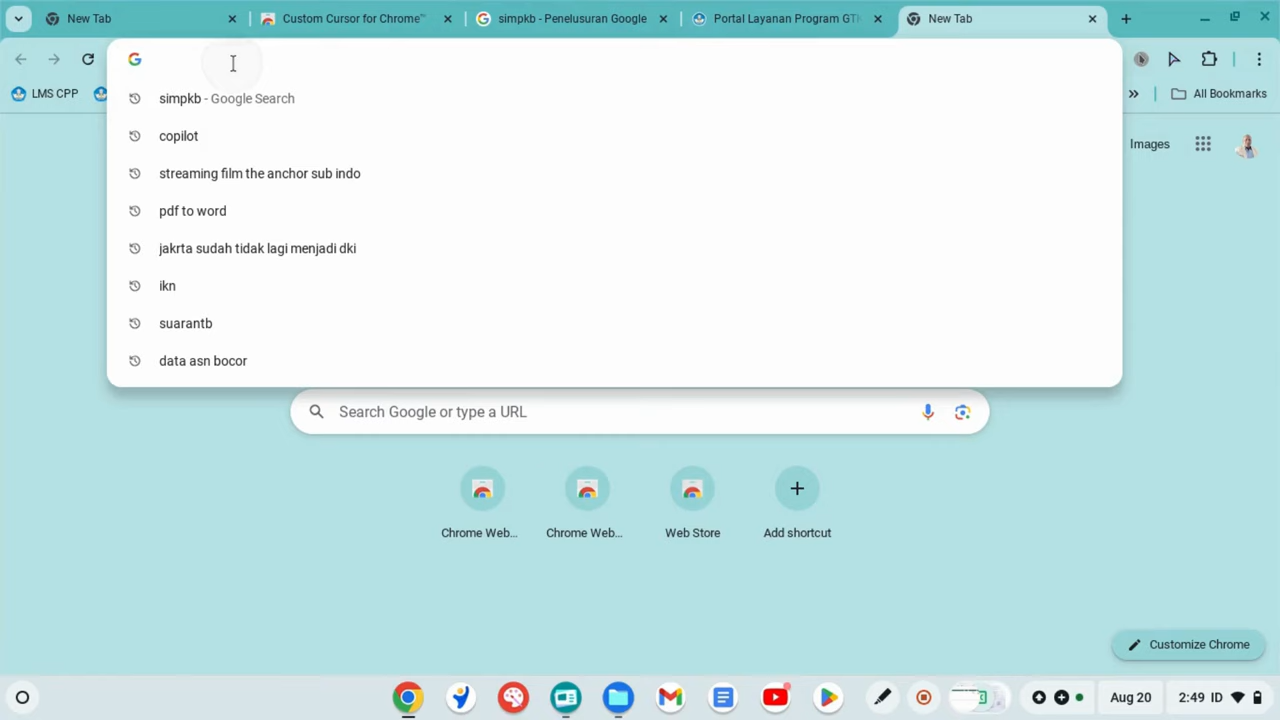 New Tab
Custom Cursor for Chrome™
simpkb - Penelusuran Google
Portal Layanan Program GTK
New Tab
LMS CPP
All Bookmarks
simpkb - Google Search
copilot
streaming film the anchor sub indo
pdf to word
jakrta sudah tidak lagi menjadi dki
ikn
suarantb
data asn bocor
Images
Search Google or type a URL
Chrome Web...
Chrome Web...
Web Store
Add shortcut
Customize Chrome
Aug 20
2:49 ID